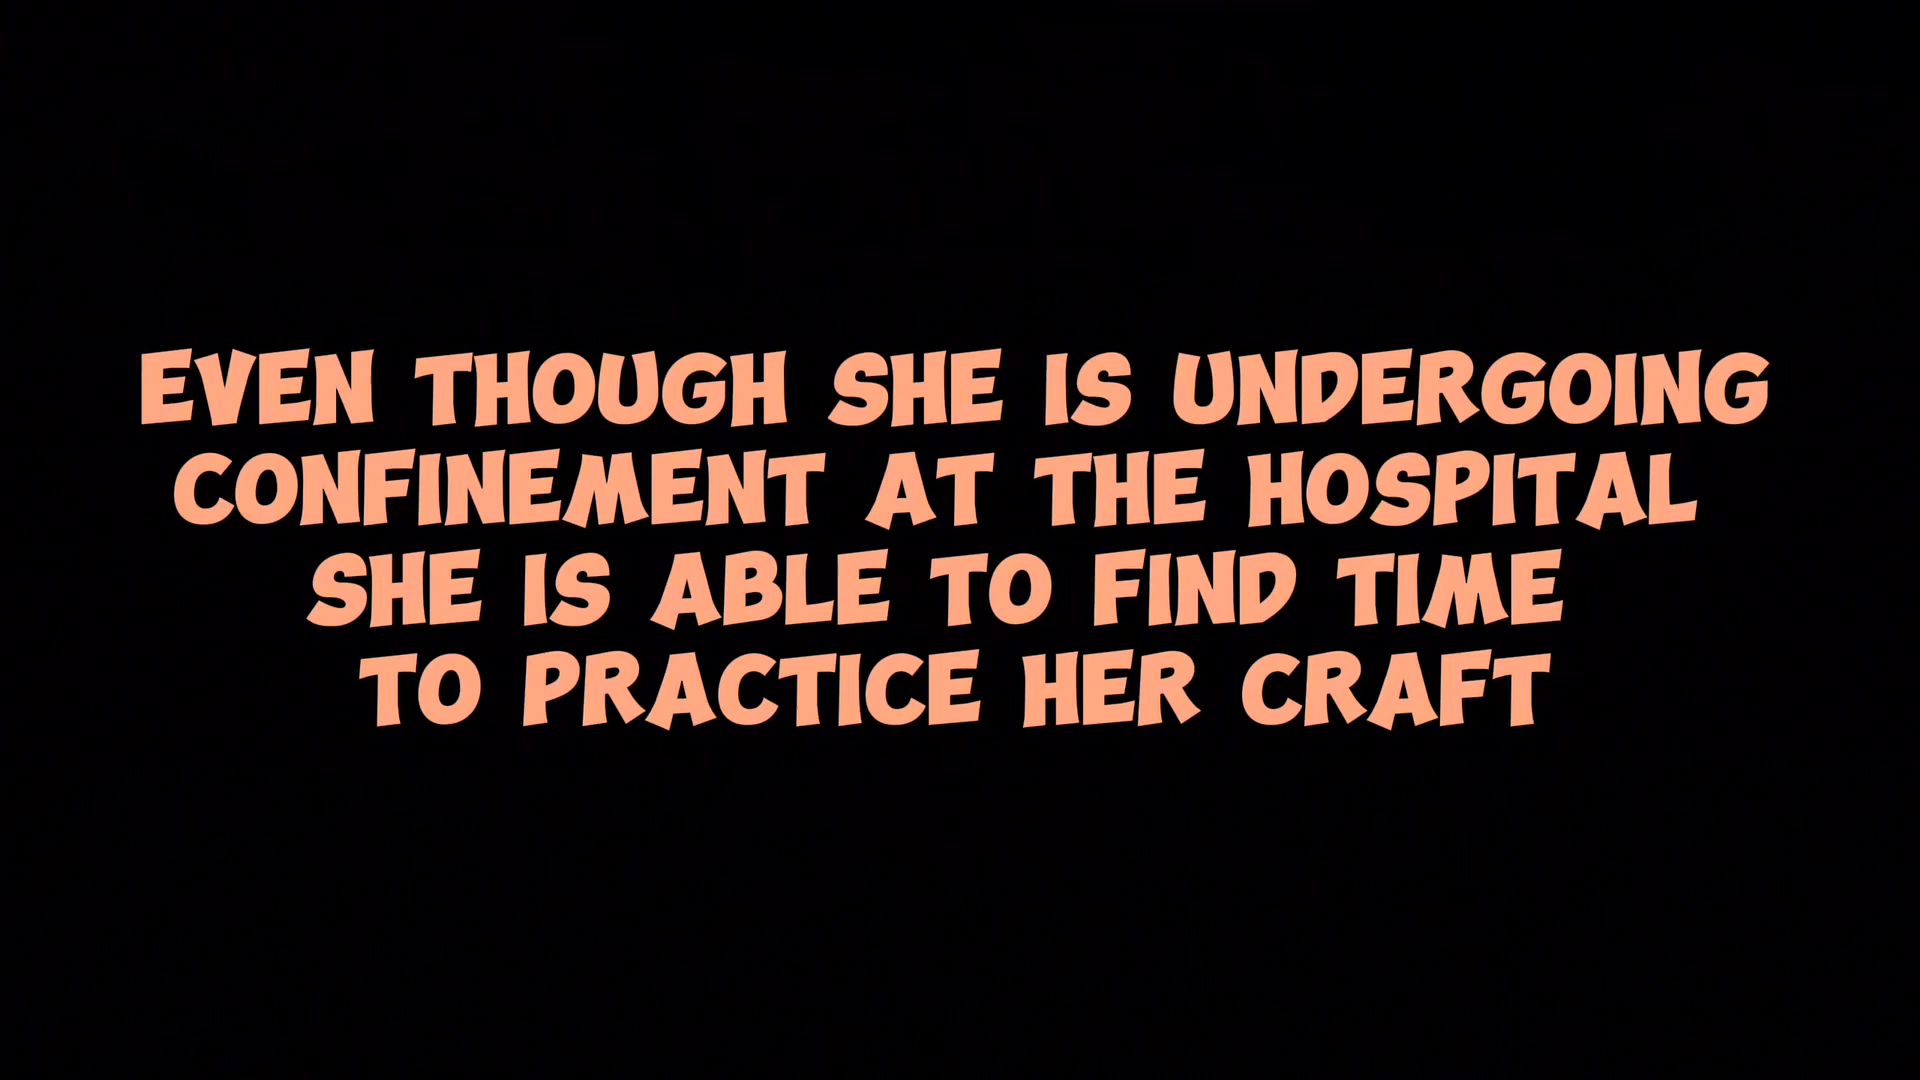 EVEN THOUGH SHE IS UNDERGOING
CONFINEMENT AT THE HOSPITAL
SHE IS ABLE TO FIND TIME
TO PRACTICE HER CRAFT